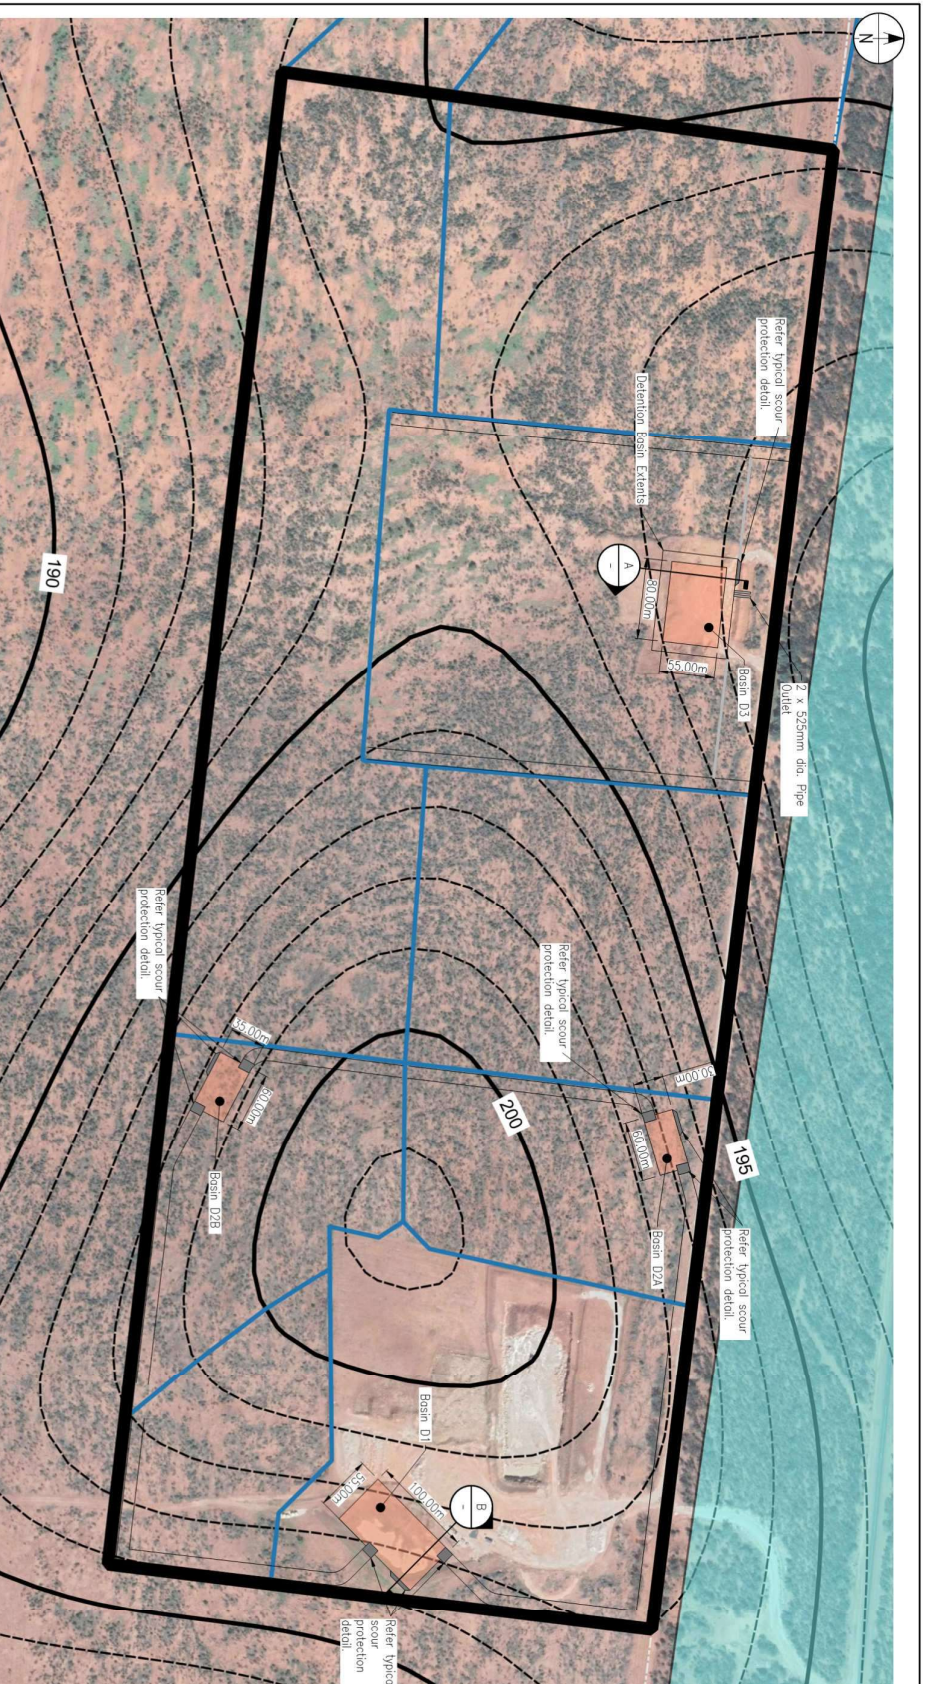 N
Refer typical scour
protection detail.
Detention Basin Extents
A
-
80.00m
55.00m
Basin D3
2 x 525mm dia. Pipe
Outlet
190
Refer typical scour
protection detail.
Refer typical scour
protection detail.
35.00m
60.00m
Basin D2B
200
30.00m
60.00m
195
Basin D2A
Refer typical scour
protection detail.
Basin D1
55.00m
100.00m
B
-
Refer typica
scour
protection
detail.